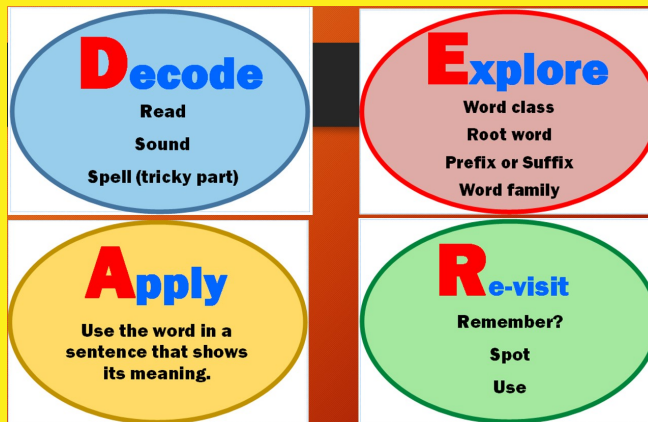 Decode
Read
Sound
Spell (tricky part)
Explore
Word class
Root word
Prefix or Suffix
Word family
Apply
Use the word in a
sentence that shows
its meaning.
Re-visit
Remember?
Spot
Use